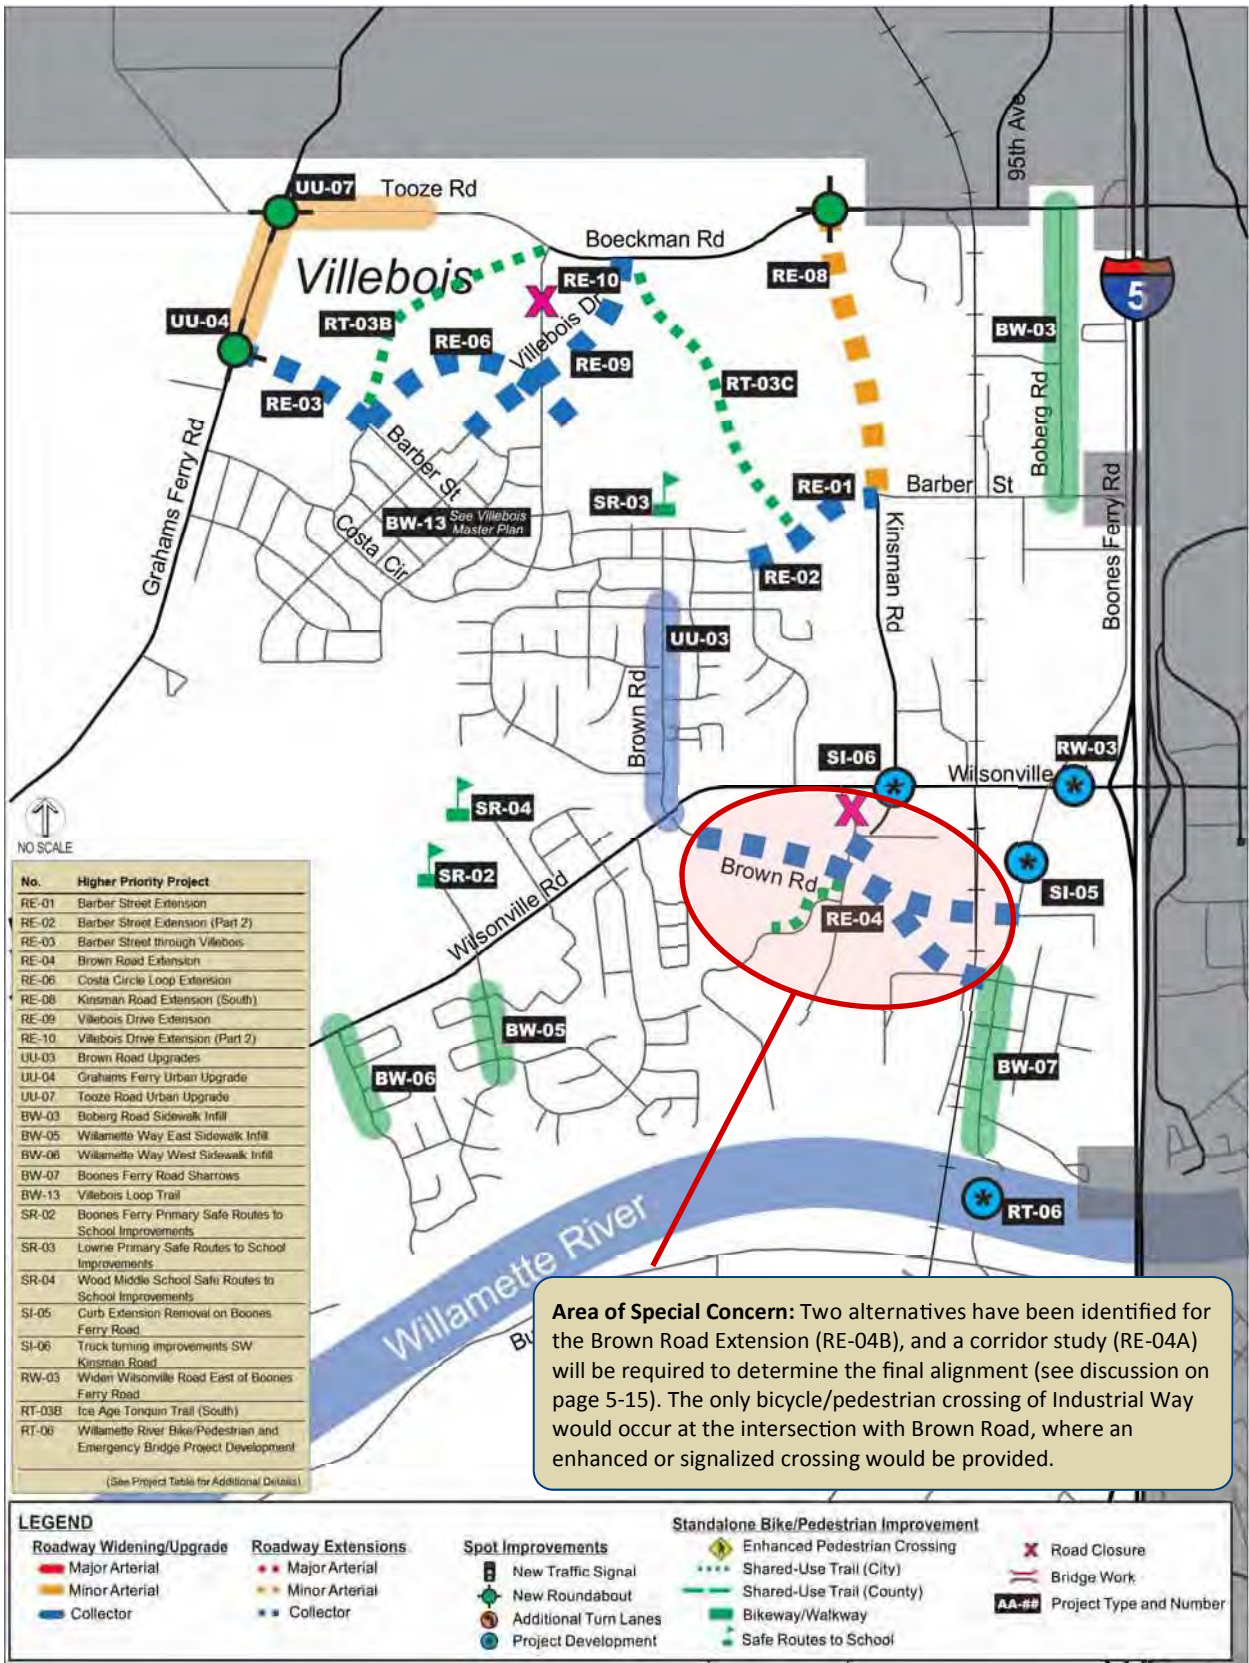 95th Ave
UU-07
Tooze Rd
Boeckman Rd
Villebois
RE-10
RE-08
5
UU-04
RT-03B
RE-06
Villebois Dr
RE-09
BW-03
RE-03
RT-03C
Boberg Rd
Grahams Ferry Rd
Barber St
SR-03
RE-01
Barber St
BW-13
See Villebois
Master Plan
Costa Cir
Kinsman Rd
Boones Ferry Rd
RE-02
UU-03
Brown Rd
SI-06
RW-03
Wilsonville
SR-04
NO SCALE
Brown Rd
SI-05
SR-02
RE-04
Wilsonville Rd
BW-05
BW-06
BW-07
RT-06
Willamette River
No. Higher Priority Project
RE-01 Barber Street Extension
RE-02 Barber Street Extension (Part 2)
RE-03 Barber Street through Villebois
RE-04 Brown Road Extension
RE-06 Costa Circle Loop Extension
RE-08 Kinsman Road Extension (South)
RE-09 Villebois Drive Extension
RE-10 Villebois Drive Extension (Part 2)
UU-03 Brown Road Upgrades
UU-04 Grahams Ferry Urban Upgrade
UU-07 Tooze Road Urban Upgrade
BW-03 Boberg Road Sidewalk Infill
BW-05 Willamette Way East Sidewalk Infill
BW-06 Willamette Way West Sidewalk Infill
BW-07 Boones Ferry Road Sharrows
BW-13 Villebois Loop Trail
SR-02 Boones Ferry Primary Safe Routes to
School Improvements
SR-03 Lowrie Primary Safe Routes to School
Improvements
SR-04 Wood Middle School Safe Routes to
School Improvements
SI-05 Curb Extension Removal on Boones
Ferry Road
SI-06 Truck turning improvements SW
Kinsman Road
RW-03 Widen Wilsonville Road East of Boones
Ferry Road
RT-03B Ice Age Tonquin Trail (South)
RT-06 Willamette River Bike/Pedestrian and
Emergency Bridge Project Development
(See Project Table for Additional Details)
Area of Special Concern: Two alternatives have been identified for
the Brown Road Extension (RE-04B), and a corridor study (RE-04A)
will be required to determine the final alignment (see discussion on
page 5-15). The only bicycle/pedestrian crossing of Industrial Way
would occur at the intersection with Brown Road, where an
enhanced or signalized crossing would be provided.
LEGEND
Roadway Widening/Upgrade
Major Arterial
Minor Arterial
Collector
Roadway Extensions
Major Arterial
Minor Arterial
Collector
Spot Improvements
New Traffic Signal
New Roundabout
Additional Turn Lanes
Project Development
Standalone Bike/Pedestrian Improvement
Enhanced Pedestrian Crossing
Shared-Use Trail (City)
Shared-Use Trail (County)
Bikeway/Walkway
Safe Routes to School
Road Closure
Bridge Work
AA-## Project Type and Number